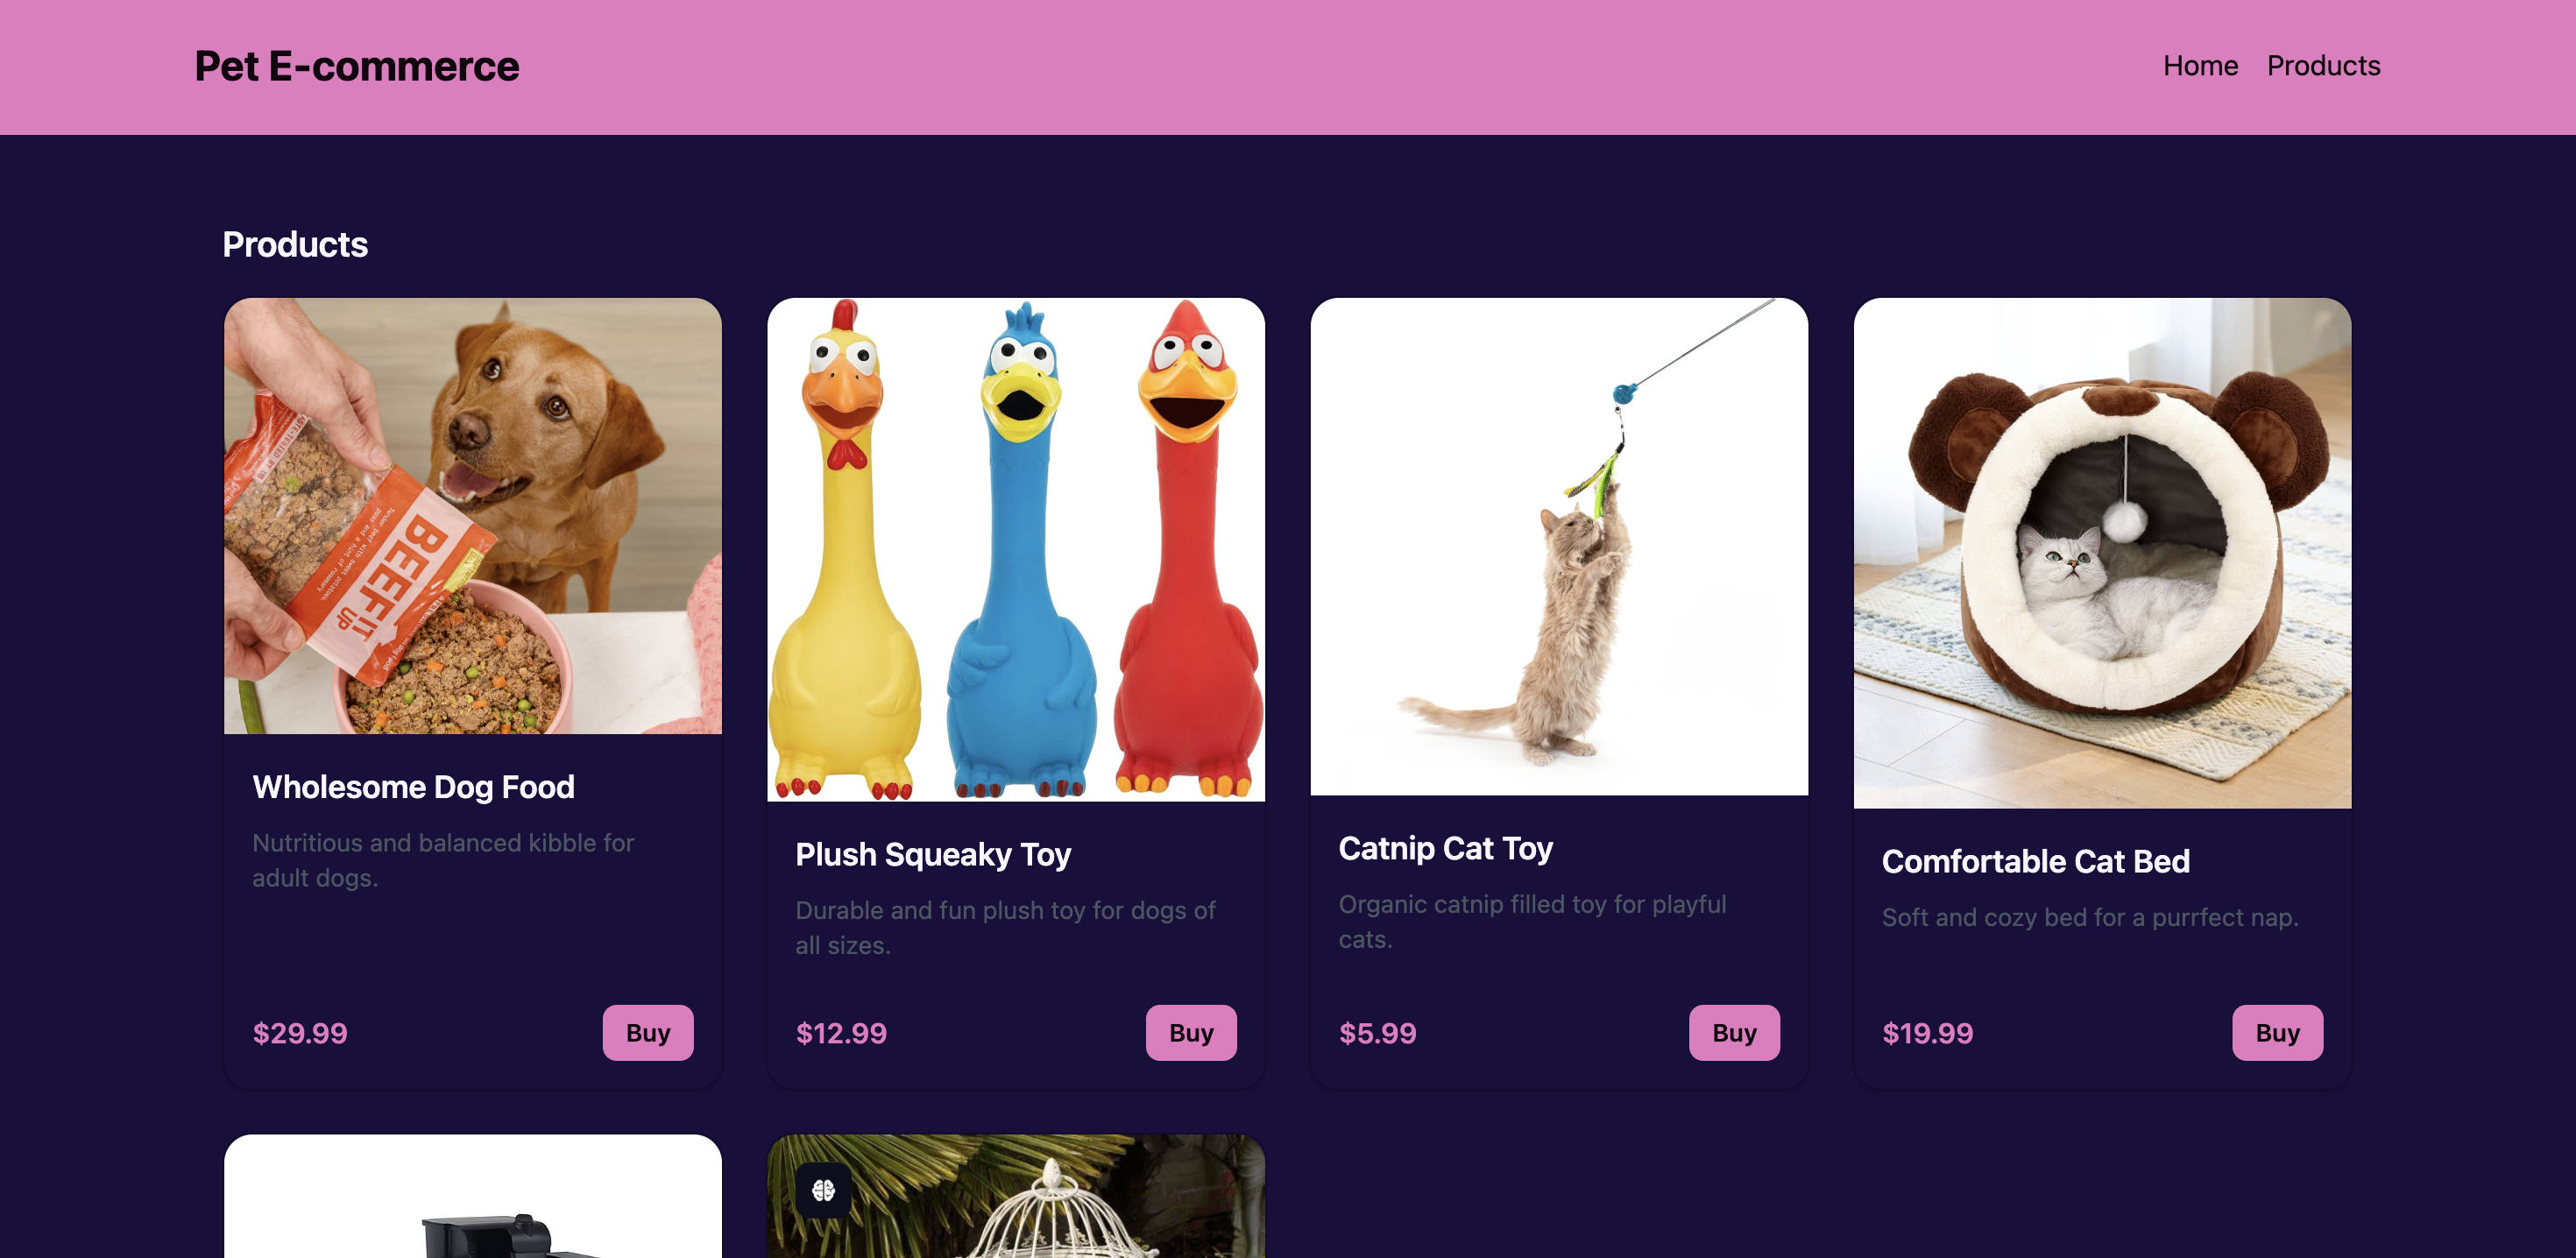 Pet E-commerce
Home Products
Products
BEEF IT
UP
Wholesome Dog Food
Nutritious and balanced kibble for
adult dogs.
$29.99
Buy
Plush Squeaky Toy
Durable and fun plush toy for dogs of
all sizes.
$12.99
Buy
Catnip Cat Toy
Organic catnip filled toy for playful
cats.
$5.99
Buy
Comfortable Cat Bed
Soft and cozy bed for a purrfect nap.
$19.99
Buy